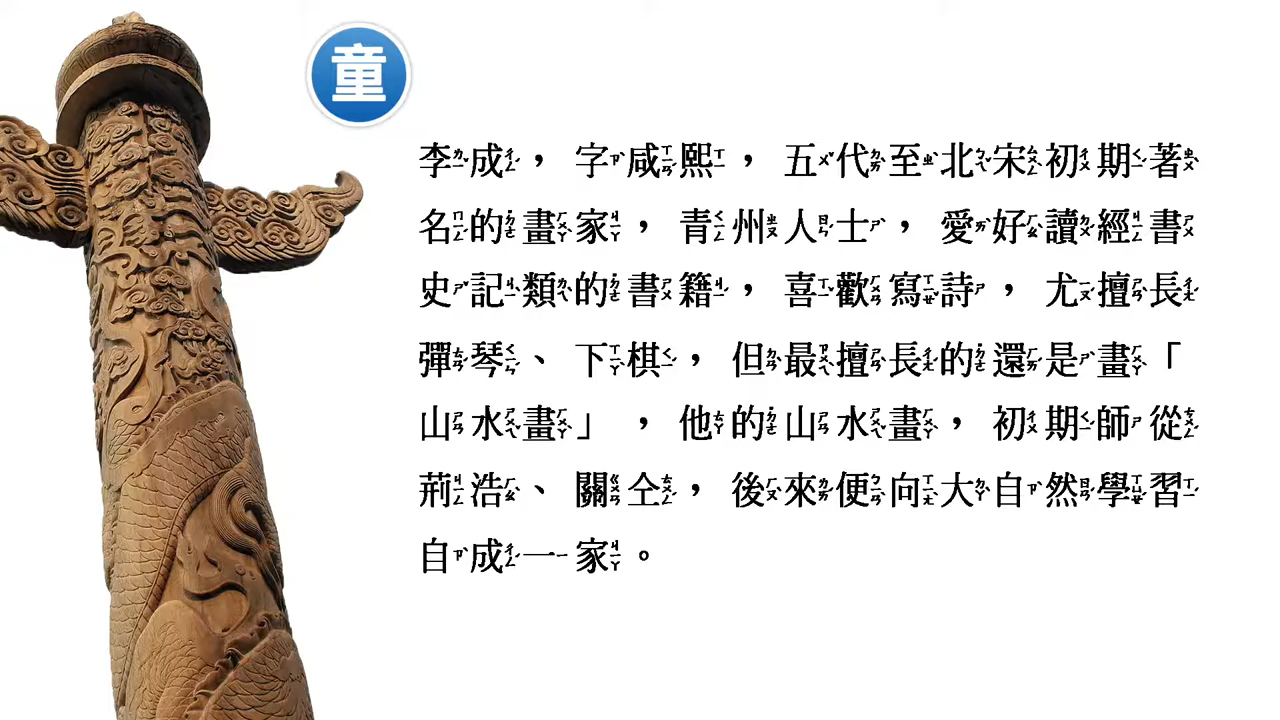 童
李成，字咸熙，五代至北宋初期著
名的畫家，青州人士，愛好讀經書
史記類的書籍，喜歡寫詩，尤擅長
彈琴、下棋，但最擅長的還是畫「
山水畫」，他的山水畫，初期師從
荊浩、關仝，後來便向大自然學習
自成一家。